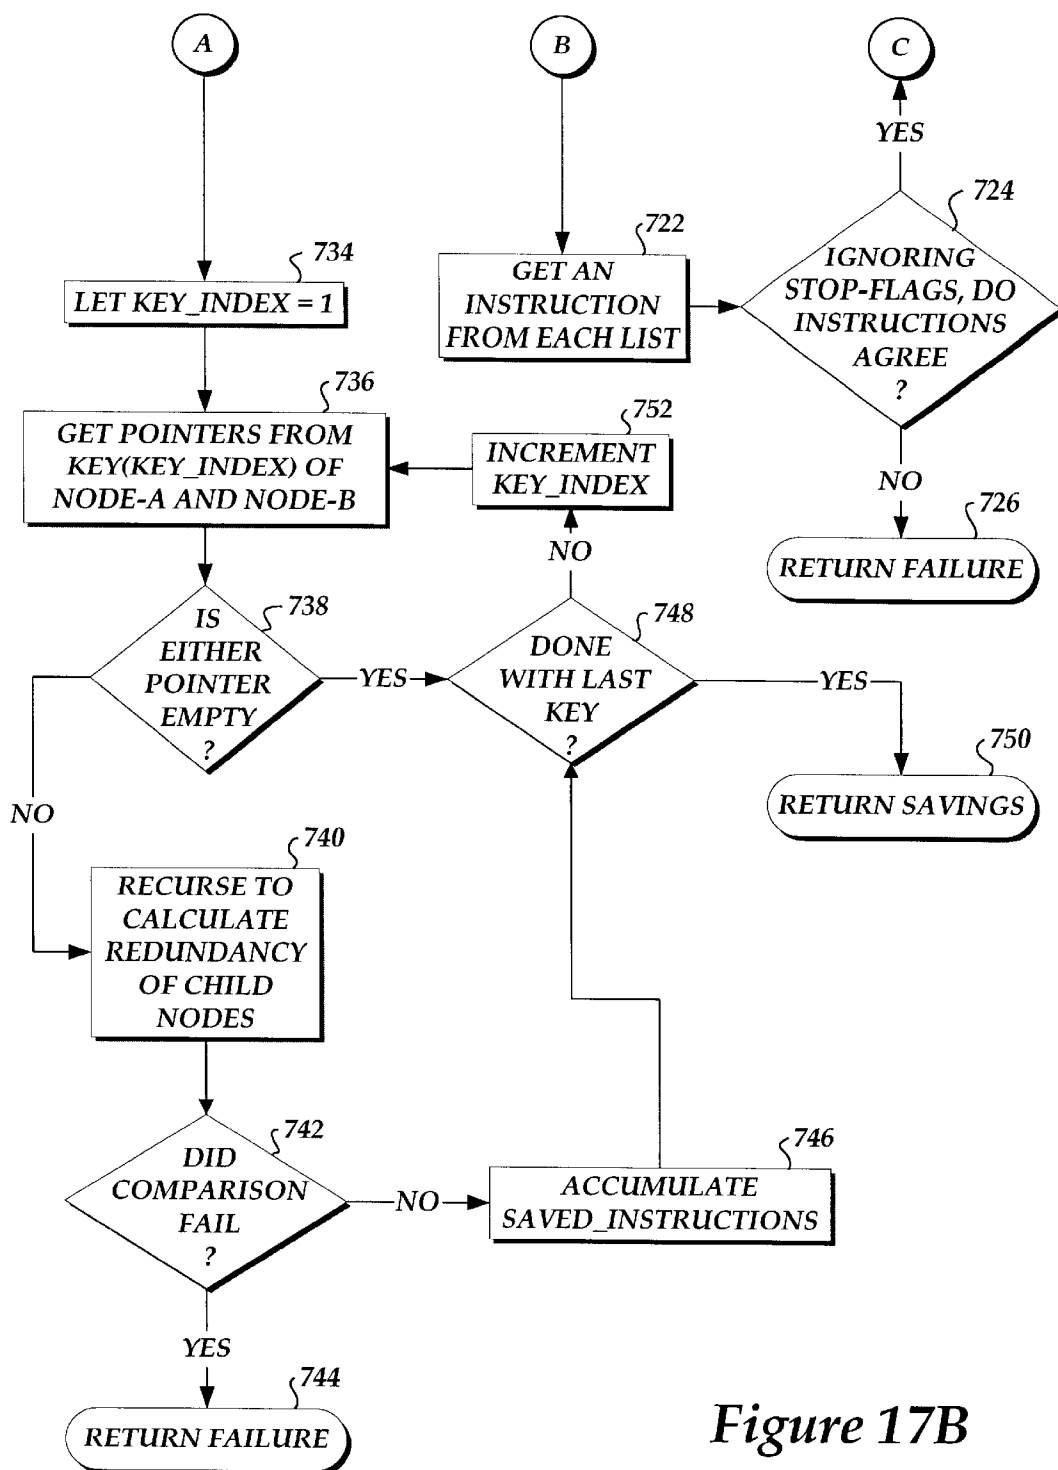 A
B
C
YES
724
IGNORING
STOP-FLAGS, DO
INSTRUCTIONS
AGREE
?
722
GET AN
INSTRUCTION
FROM EACH LIST
734
LET KEY_INDEX = 1
736
GET POINTERS FROM
KEY(KEY_INDEX) OF
NODE-A AND NODE-B
752
INCREMENT
KEY_INDEX
NO
NO
726
RETURN FAILURE
738
IS
EITHER
POINTER
EMPTY
?
YES
748
DONE
WITH LAST
KEY
?
YES
750
RETURN SAVINGS
NO
740
RECURSE TO
CALCULATE
REDUNDANCY
OF CHILD
NODES
742
DID
COMPARISON
FAIL
?
NO
746
ACCUMULATE
SAVED_INSTRUCTIONS
YES
744
RETURN FAILURE
Figure 17B